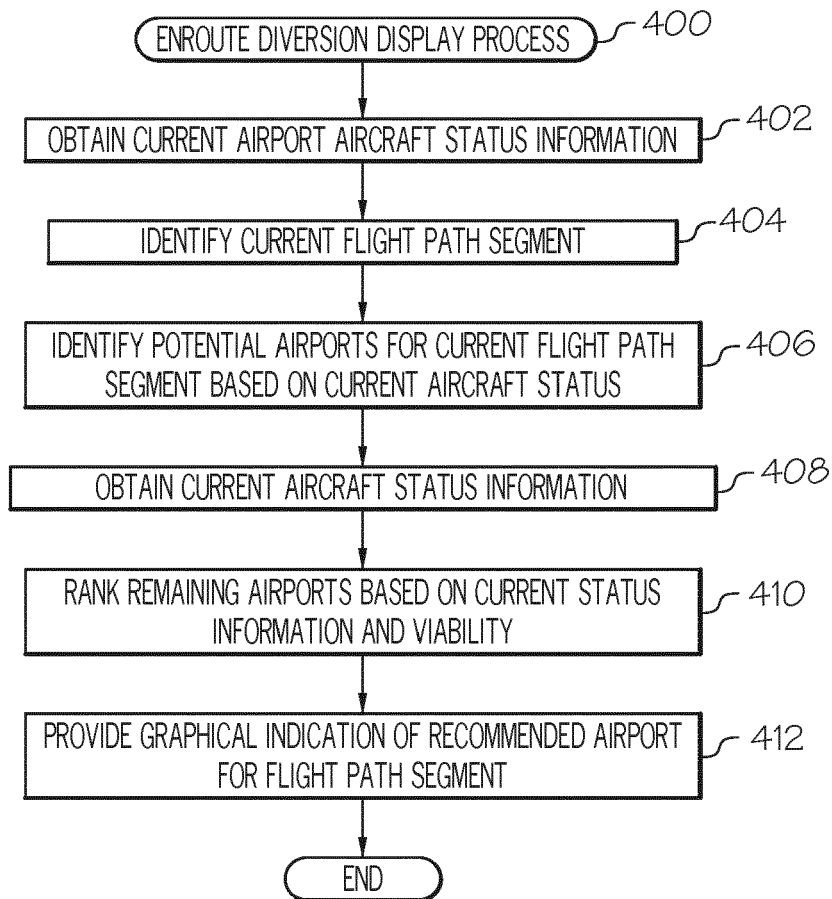 ENROUTE DIVERSION DISPLAY PROCESS
400
OBTAIN CURRENT AIRPORT AIRCRAFT STATUS INFORMATION
402
IDENTIFY CURRENT FLIGHT PATH SEGMENT
404
IDENTIFY POTENTIAL AIRPORTS FOR CURRENT FLIGHT PATH
SEGMENT BASED ON CURRENT AIRCRAFT STATUS
406
OBTAIN CURRENT AIRCRAFT STATUS INFORMATION
408
RANK REMAINING AIRPORTS BASED ON CURRENT STATUS
INFORMATION AND VIABILITY
410
PROVIDE GRAPHICAL INDICATION OF RECOMMENDED AIRPORT
FOR FLIGHT PATH SEGMENT
412
END